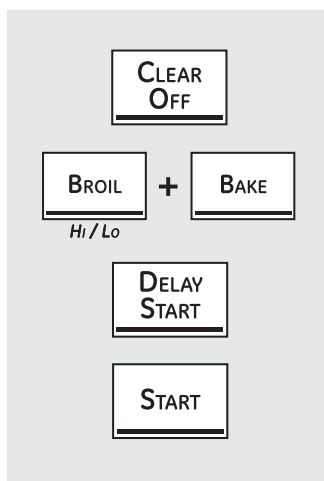 CLEAR
OFF
BROIL + BAKE
HI / LO
DELAY
START
START